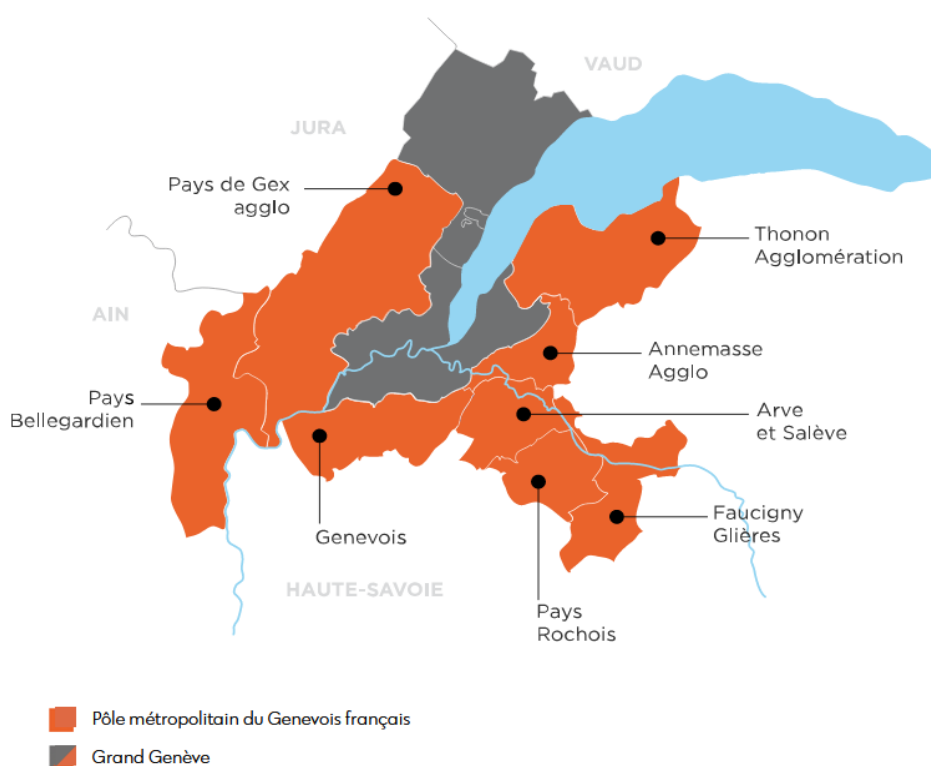 VAUD
JURA
Pays de Gex
agglo
Thonon
Agglomération
AIN
Annemasse
Agglo
Pays
Bellegardien
Arve
et Salève
Genevois
Faucigny
Glières
HAUTE-SAVOIE
Pays
Rochois
Pôle métropolitain du Genevois français
Grand Genève